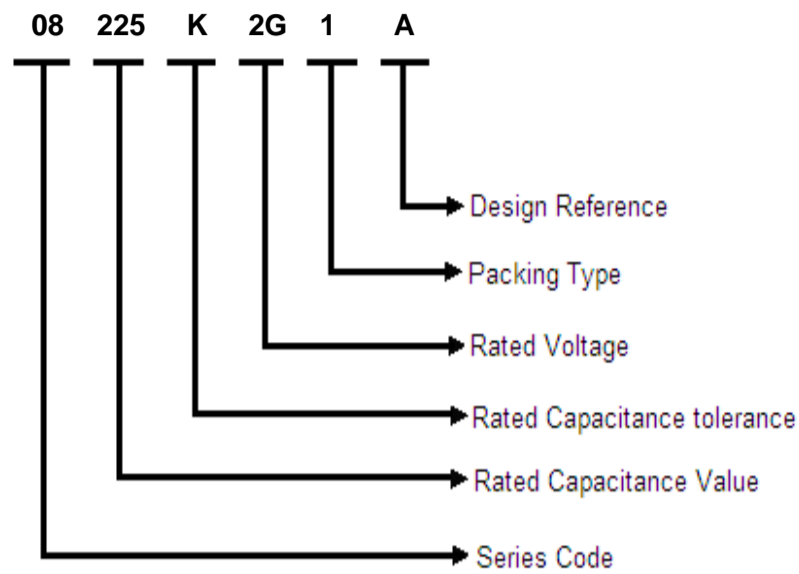 08 225 K 2G 1 A
Design Reference
Packing Type
Rated Voltage
Rated Capacitance tolerance
Rated Capacitance Value
Series Code